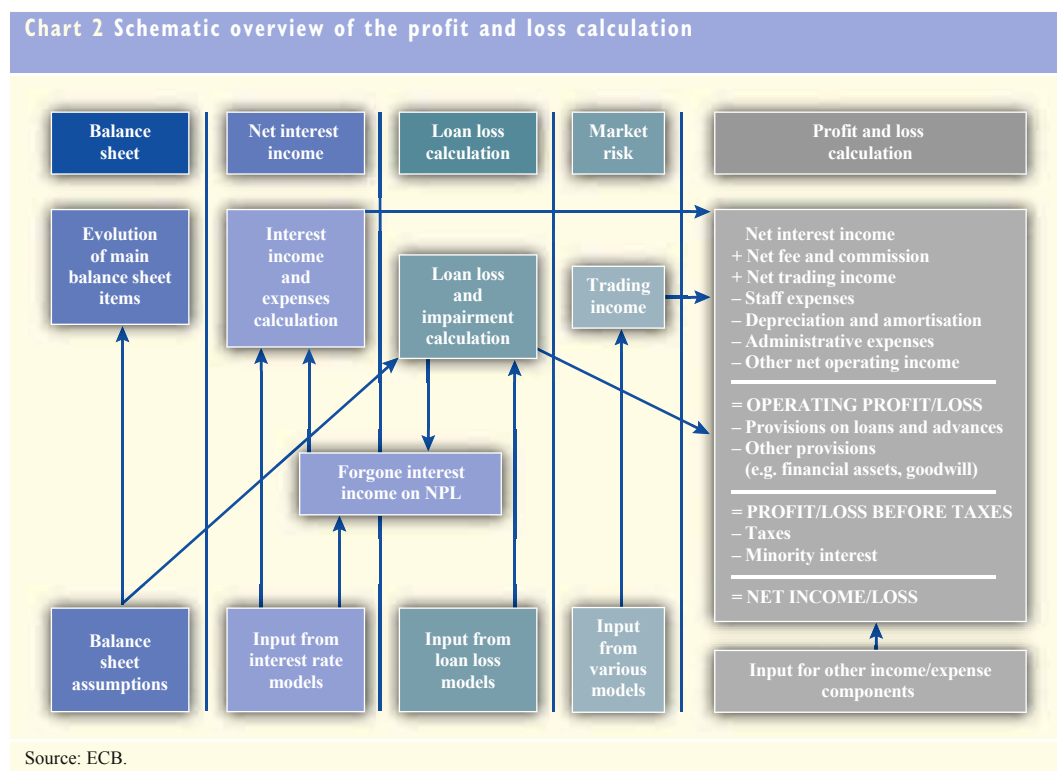 Chart 2 Schematic overview of the profit and loss calculation
Balance
sheet
Net interest
income
Loan loss
calculation
Market
risk
Profit and loss
calculation
Evolution
of main
balance sheet
items
Interest
income
and
expenses
calculation
Loan loss
and
impairment
calculation
Trading
income
Net interest income
+ Net fee and commission
+ Net trading income
– Staff expenses
– Depreciation and amortisation
– Administrative expenses
– Other net operating income
= OPERATING PROFIT/LOSS
– Provisions on loans and advances
– Other provisions
(e.g. financial assets, goodwill)
= PROFIT/LOSS BEFORE TAXES
– Taxes
– Minority interest
= NET INCOME/LOSS
Forgone interest
income on NPL
Balance
sheet
assumptions
Input from
interest rate
models
Input from
loan loss
models
Input
from
various
models
Input for other income/expense
components
Source: ECB.